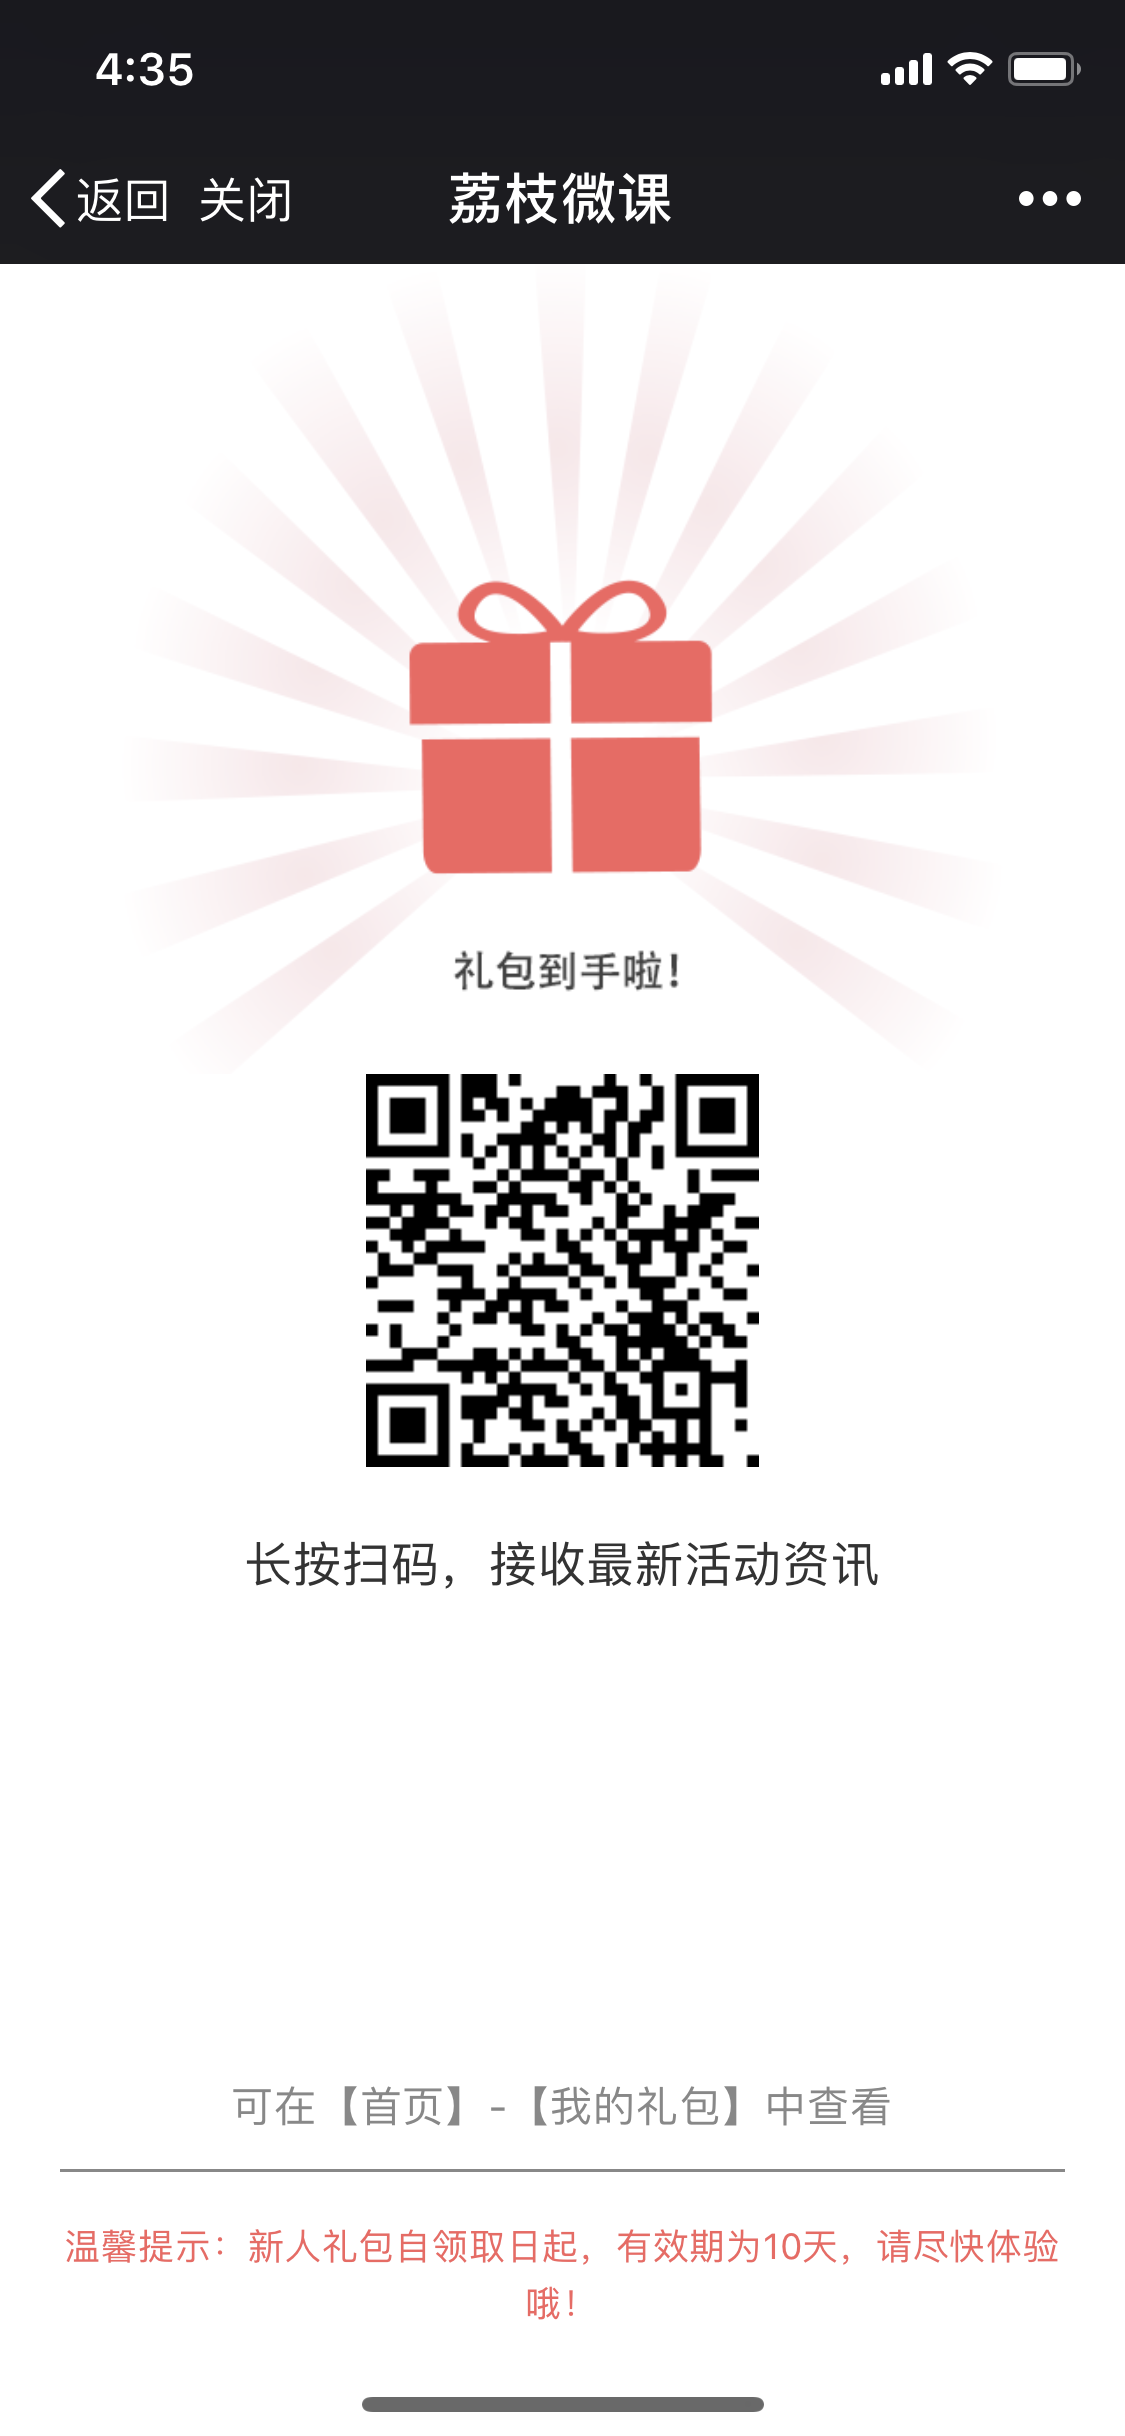 4:35
返回 关闭 荔枝微课
礼包到手啦！
长按扫码，接收最新活动资讯
可在【首页】-【我的礼包】中查看
温馨提示：新人礼包自领取日起，有效期为10天，请尽快体验
哦！